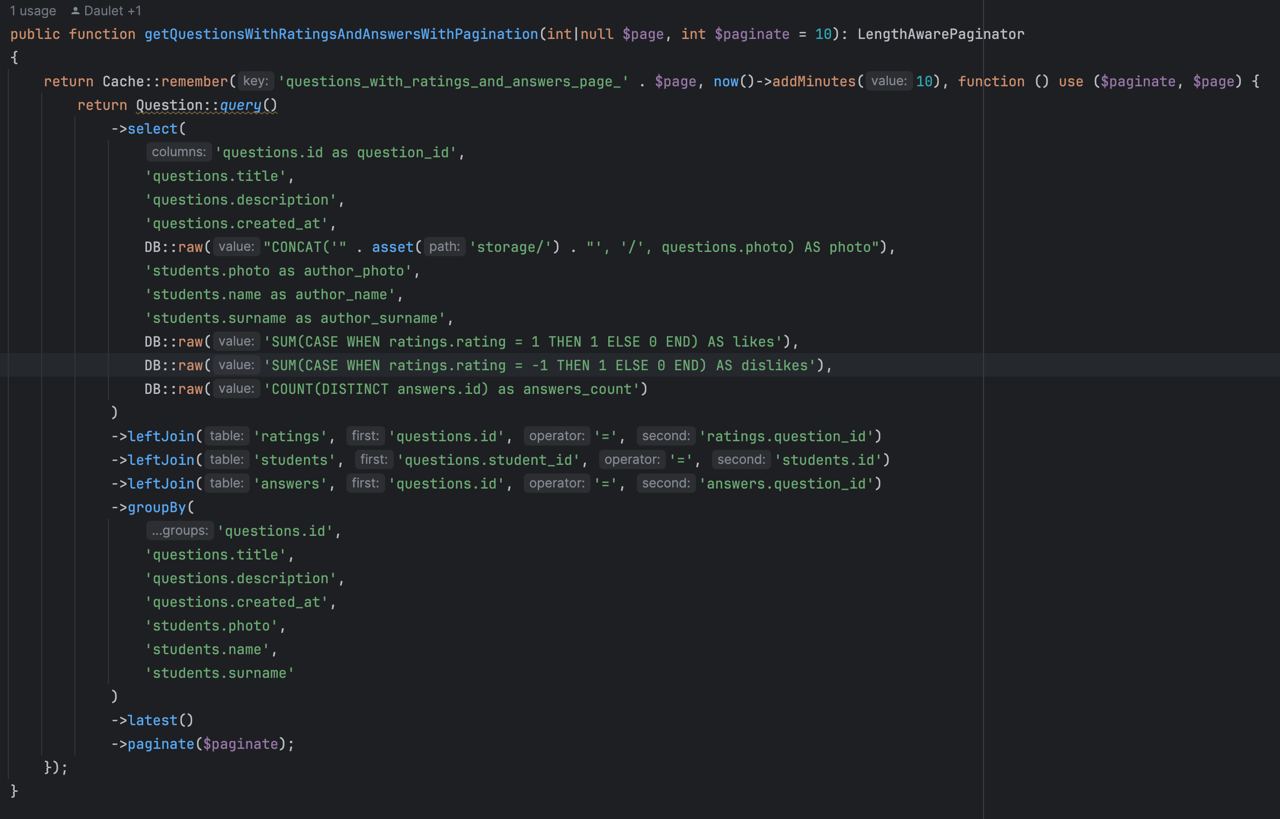 1 usage Daulet +1
public function getQuestionsWithRatingsAndAnswersWithPagination(int|null $page, int $paginate = 10): LengthAwarePaginator
{
    return Cache::remember( key: 'questions_with_ratings_and_answers_page_' . $page, now()->addMinutes( value: 10), function () use ($paginate, $page) {
        return Question::query()
            ->select(
                columns: 'questions.id as question_id',
                'questions.title',
                'questions.description',
                'questions.created_at',
                DB::raw( value: "CONCAT('" . asset( path: 'storage/') . "', '/', questions.photo) AS photo"),
                'students.photo as author_photo',
                'students.name as author_name',
                'students.surname as author_surname',
                DB::raw( value: 'SUM(CASE WHEN ratings.rating = 1 THEN 1 ELSE 0 END) AS likes'),
                DB::raw( value: 'SUM(CASE WHEN ratings.rating = -1 THEN 1 ELSE 0 END) AS dislikes'),
                DB::raw( value: 'COUNT(DISTINCT answers.id) as answers_count')
            )
            ->leftJoin( table: 'ratings', first: 'questions.id', operator: '=', second: 'ratings.question_id')
            ->leftJoin( table: 'students', first: 'questions.student_id', operator: '=', second: 'students.id')
            ->leftJoin( table: 'answers', first: 'questions.id', operator: '=', second: 'answers.question_id')
            ->groupBy(
                ...groups: 'questions.id',
                'questions.title',
                'questions.description',
                'questions.created_at',
                'students.photo',
                'students.name',
                'students.surname'
            )
            ->latest()
            ->paginate($paginate);
    });
}